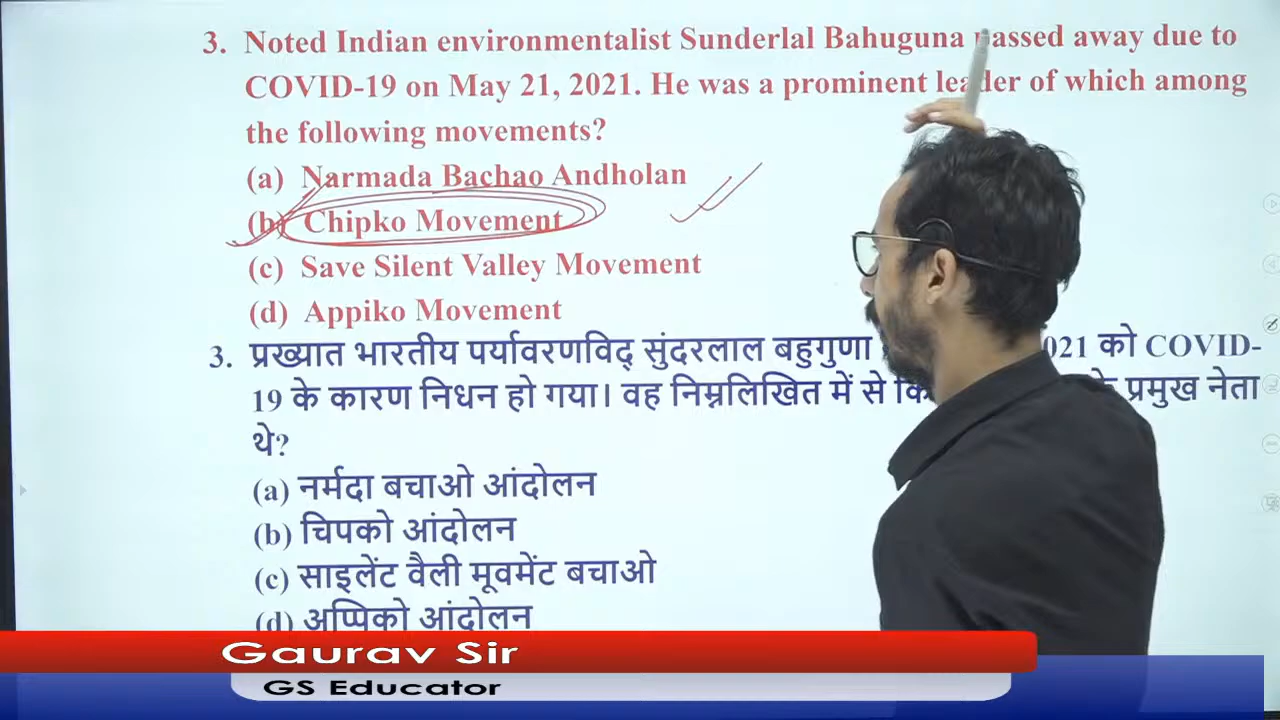 3. Noted Indian environmentalist Sunderlal Bahuguna passed away due to
COVID-19 on May 21, 2021. He was a prominent leader of which among
the following movements?
(a) Narmada Bachao Andholan
(b) Chipko Movement
(c) Save Silent Valley Movement
(d) Appiko Movement
3. प्रख्यात भारतीय पर्यावरणविद् सुंदरलाल बहुगुणा 021 को COVID-
19 के कारण निधन हो गया। वह निम्नलिखित में से प्रमुख नेता
थे?
(a) नर्मदा बचाओ आंदोलन
(b) चिपको आंदोलन
(c) साइलेंट वैली मूवमेंट बचाओ
(d) अप्पिको आंदोलन
Gaurav Sir
GS Educator